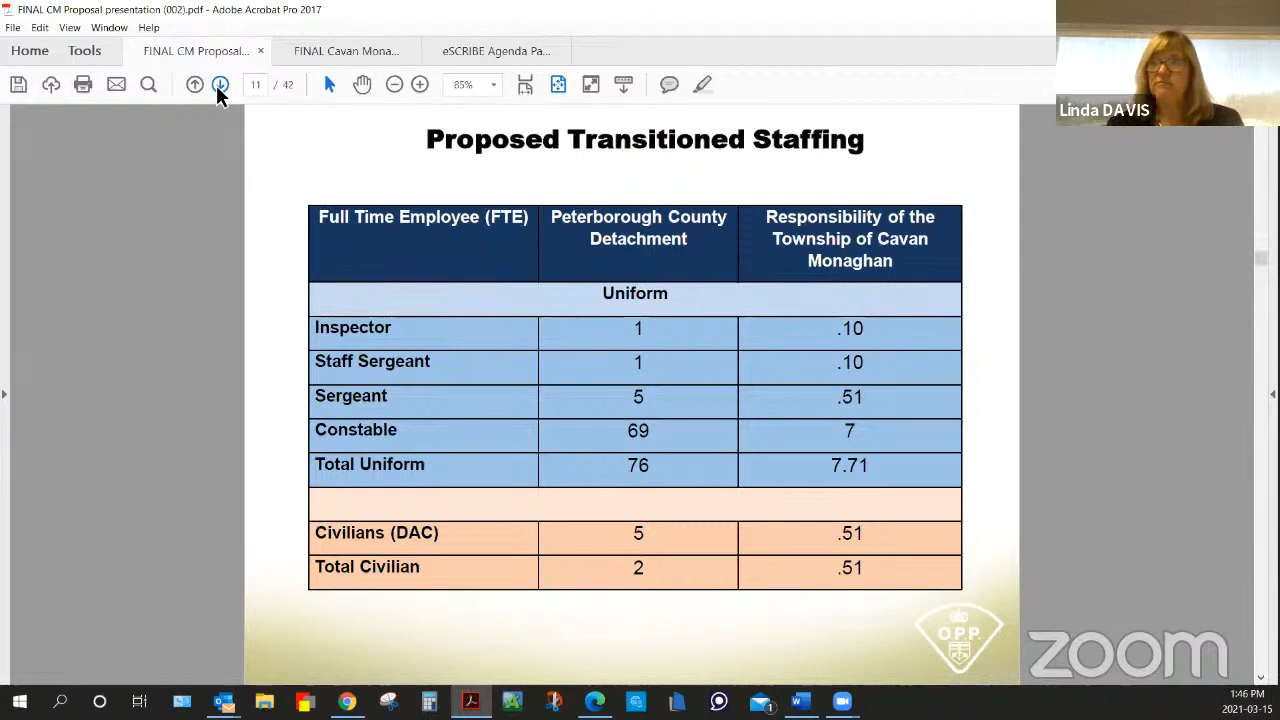 FINAL CM Proposal presentation (002).pdf - Adobe Acrobat Pro 2017
File Edit View Window Help
Home Tools FINAL CM Proposal... × FINAL Cavan Mona... eSCRIBE Agenda Pa...
11 / 42 85%
Linda DAVIS
Proposed Transitioned Staffing
Full Time Employee (FTE) Peterborough County Detachment Responsibility of the Township of Cavan Monaghan
Uniform
Inspector 1 .10
Staff Sergeant 1 .10
Sergeant 5 .51
Constable 69 7
Total Uniform 76 7.71
Civilians (DAC) 5 .51
Total Civilian 2 .51
O.P.P.
zoom
1:46 PM
2021-03-15